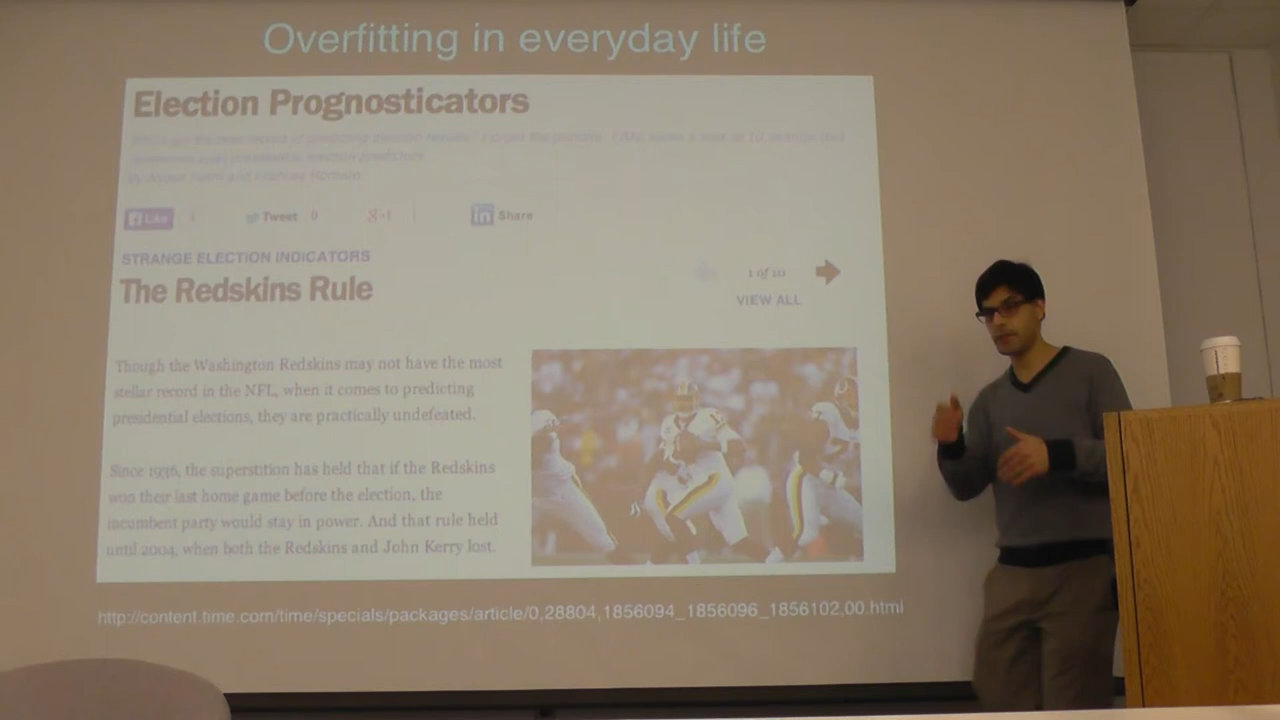 Overfitting in everyday life
Election Prognosticators
Like 1 Tweet 0 +1 in Share
STRANGE ELECTION INDICATORS
The Redskins Rule
1 of 10
VIEW ALL
Though the Washington Redskins may not have the most
stellar record in the NFL, when it comes to predicting
presidential elections, they are practically undefeated.
Since 1936, the superstition has held that if the Redskins
won their last home game before the election, the
incumbent party would stay in power. And that rule held
until 2004, when both the Redskins and John Kerry lost.
http://content.time.com/time/specials/packages/article/0,28804,1856094_1856096_1856102,00.html